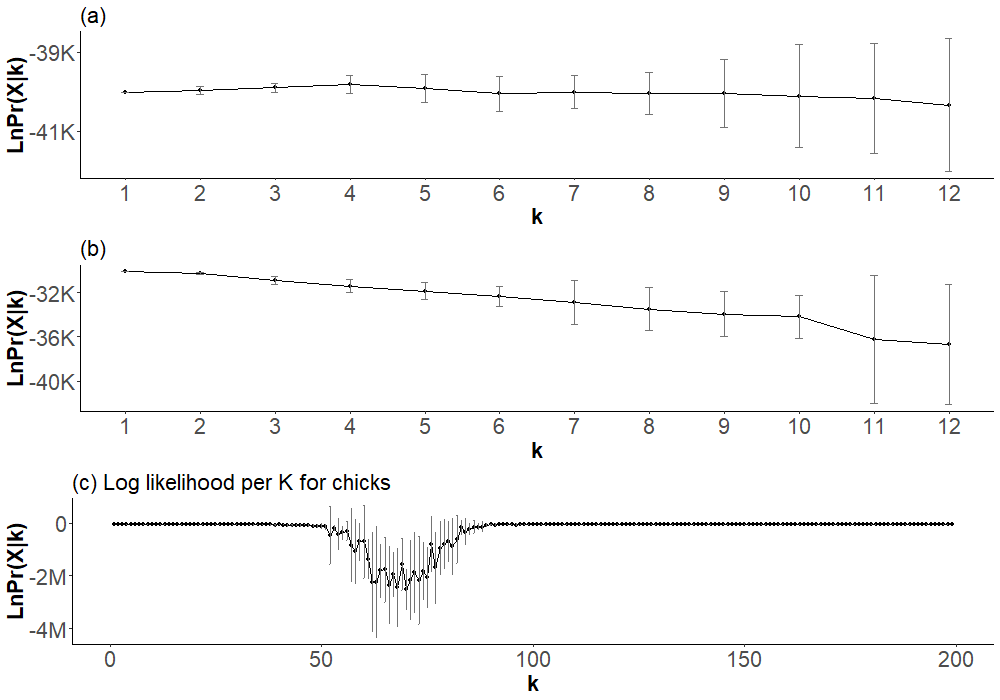 (a)
LnPr(X|k)
-39K
-41K
1 2 3 4 5 6 7 8 9 10 11 12
k
(b)
LnPr(X|k)
-32K
-36K
-40K
1 2 3 4 5 6 7 8 9 10 11 12
k
(c) Log likelihood per K for chicks
LnPr(X|k)
0
-2M
-4M
0 50 100 150 200
k